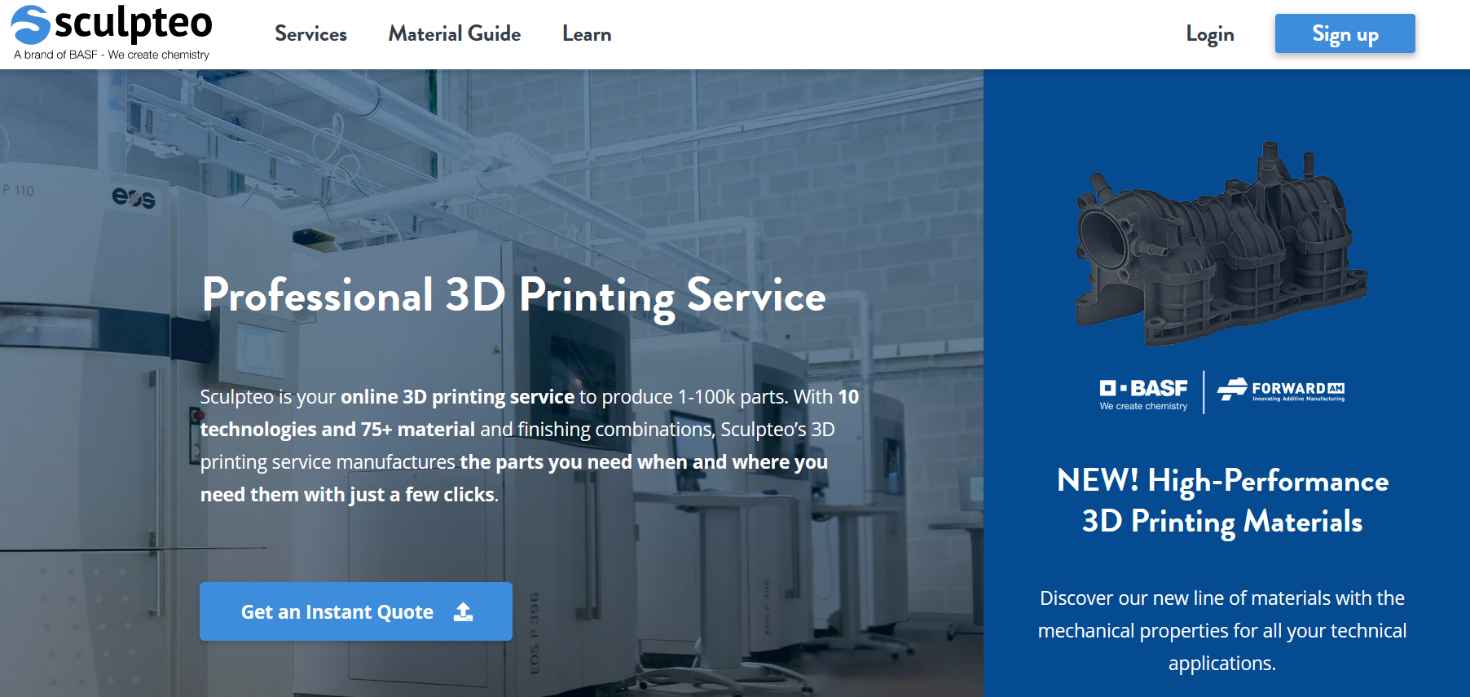 sculpteo
A brand of BASF - We create chemistry
Services Material Guide Learn Login Sign up
P 110
eos
Professional 3D Printing Service
Sculpteo is your online 3D printing service to produce 1-100k parts. With 10
technologies and 75+ material and finishing combinations, Sculpteo's 3D
printing service manufactures the parts you need when and where you
need them with just a few clicks.
Get an Instant Quote
EOS P 396
EOS P 396
BASF
We create chemistry
FORWARD AM
Innovating Additive Manufacturing
NEW! High-Performance
3D Printing Materials
Discover our new line of materials with the
mechanical properties for all your technical
applications.